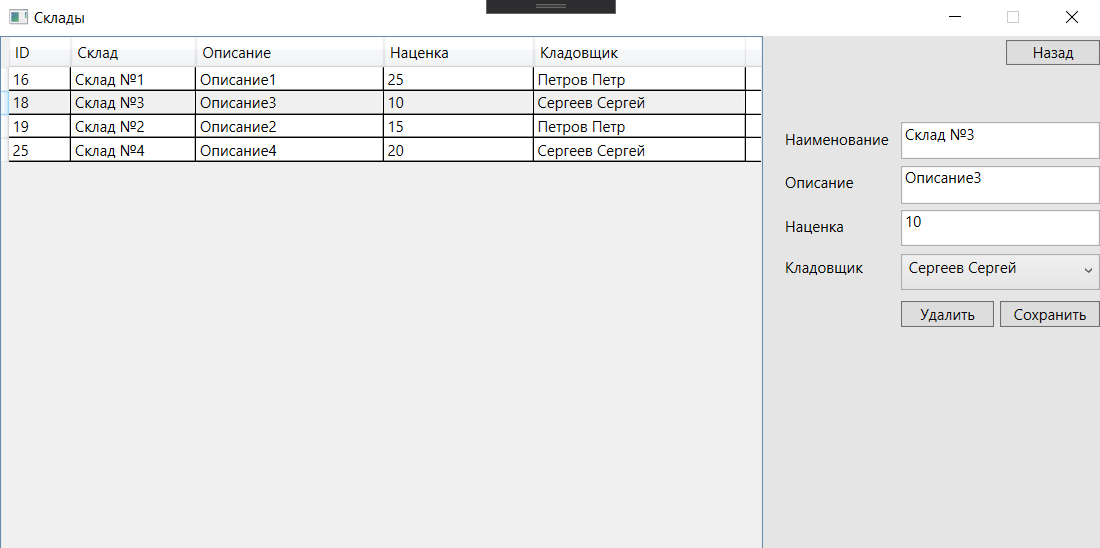 Склады
ID Склад Описание Наценка Кладовщик
16 Склад №1 Описание1 25 Петров Петр
18 Склад №3 Описание3 10 Сергеев Сергей
19 Склад №2 Описание2 15 Петров Петр
25 Склад №4 Описание4 20 Сергеев Сергей
Назад
Наименование Склад №3
Описание Описание3
Наценка 10
Кладовщик Сергеев Сергей
Удалить Сохранить